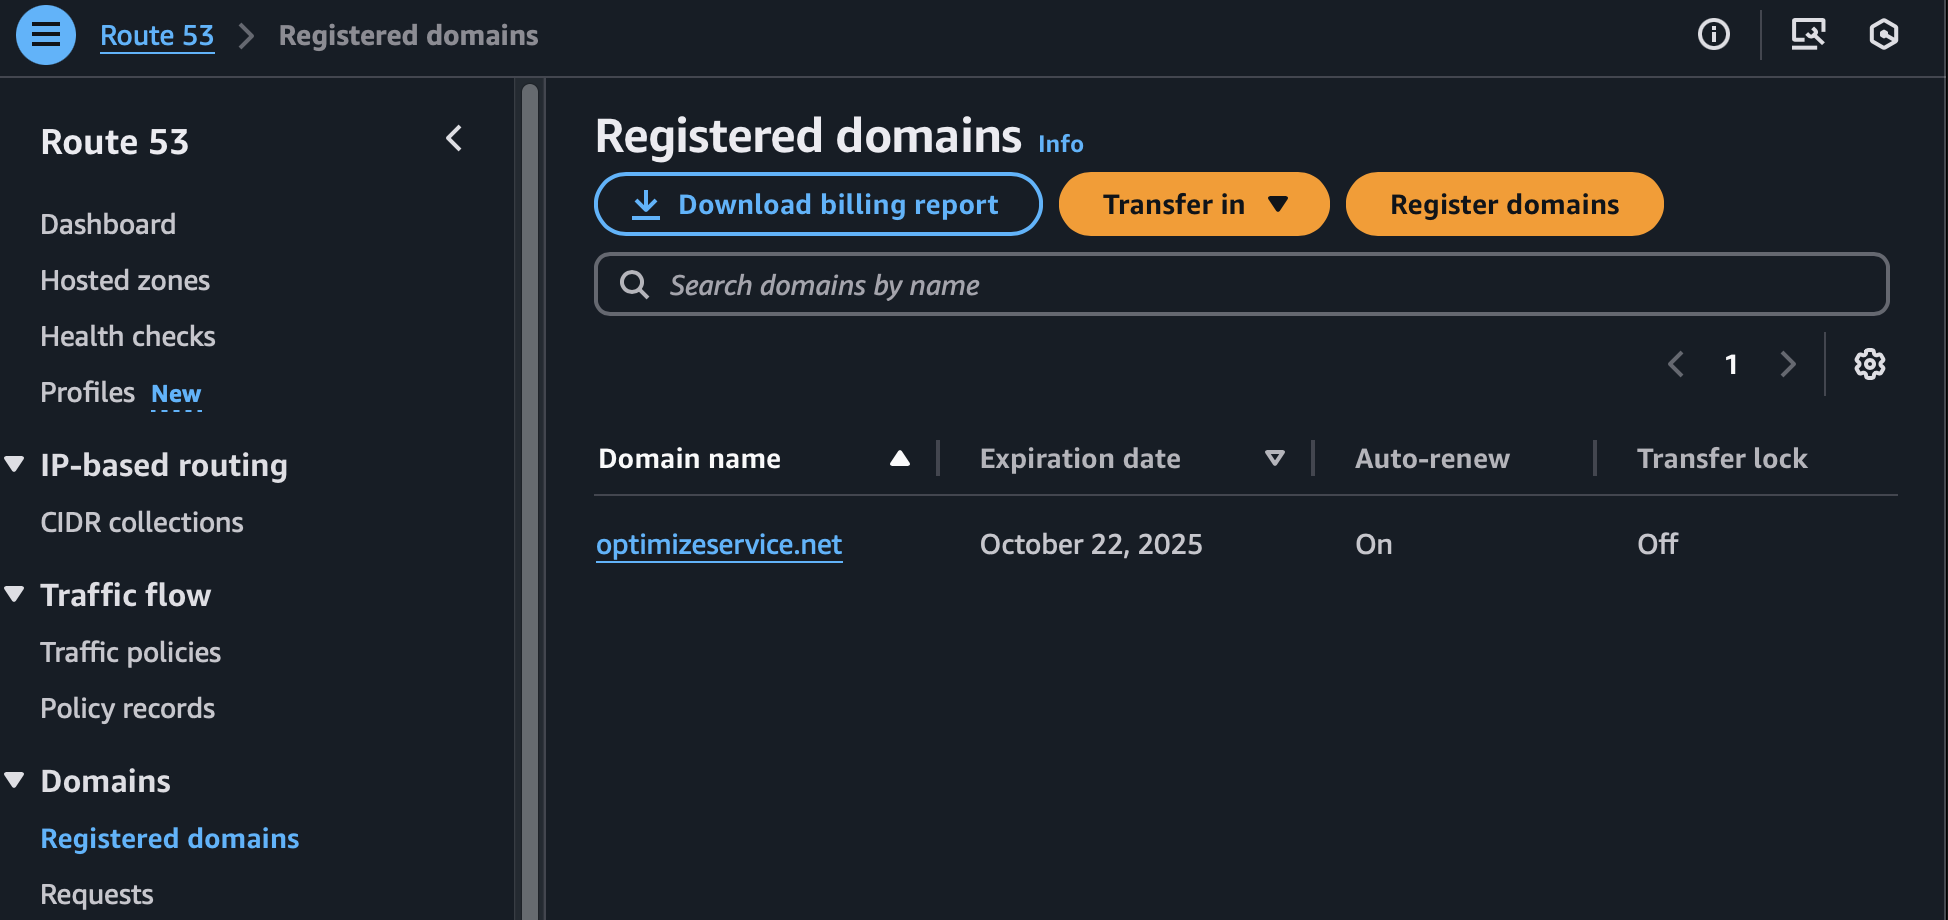 Route 53 Registered domains
Route 53
Dashboard
Hosted zones
Health checks
Profiles New
IP-based routing
CIDR collections
Traffic flow
Traffic policies
Policy records
Domains
Registered domains
Requests
Registered domains Info
Download billing report Transfer in Register domains
Search domains by name
1
Domain name Expiration date Auto-renew Transfer lock
optimizeservice.net October 22, 2025 On Off